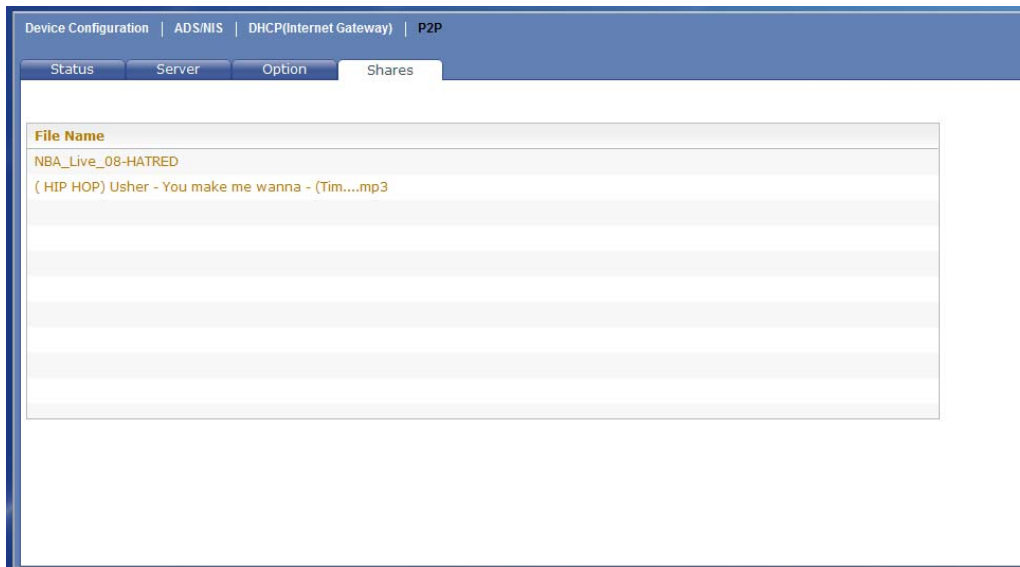 Device Configuration | ADS/NIS | DHCP(Internet Gateway) | P2P
Status Server Option Shares
File Name
NBA_Live_08-HATRED
( HIP HOP) Usher - You make me wanna - (Tim....mp3